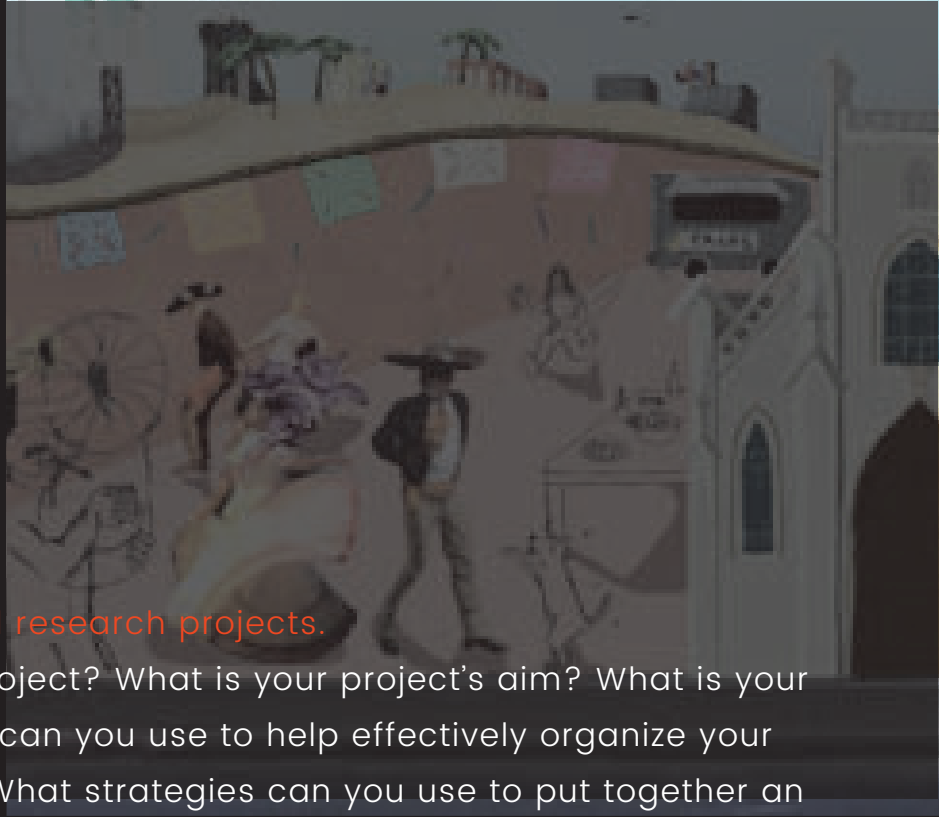 research projects.
oject? What is your project’s aim? What is your
can you use to help effectively organize your
What strategies can you use to put together an